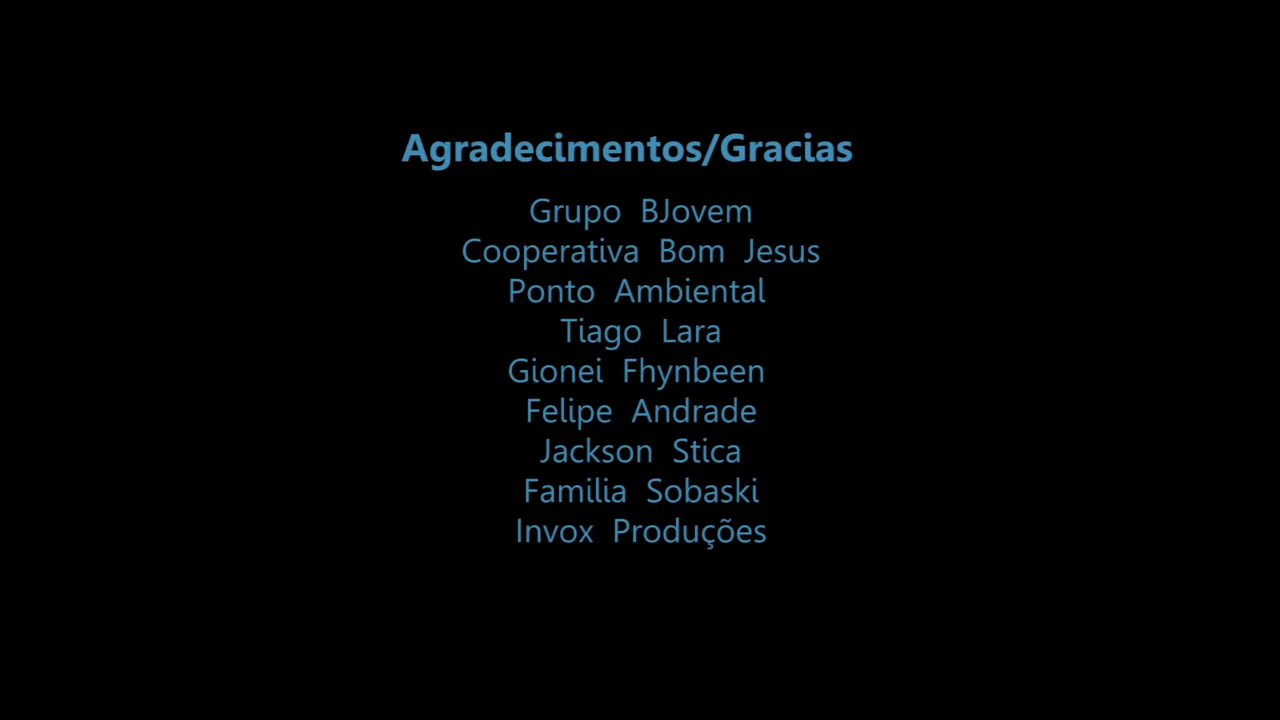 Agradecimentos/Gracias
Grupo BJovem
Cooperativa Bom Jesus
Ponto Ambiental
Tiago Lara
Gionei Fhynbeen
Felipe Andrade
Jackson Stica
Familia Sobaski
Invox Produções